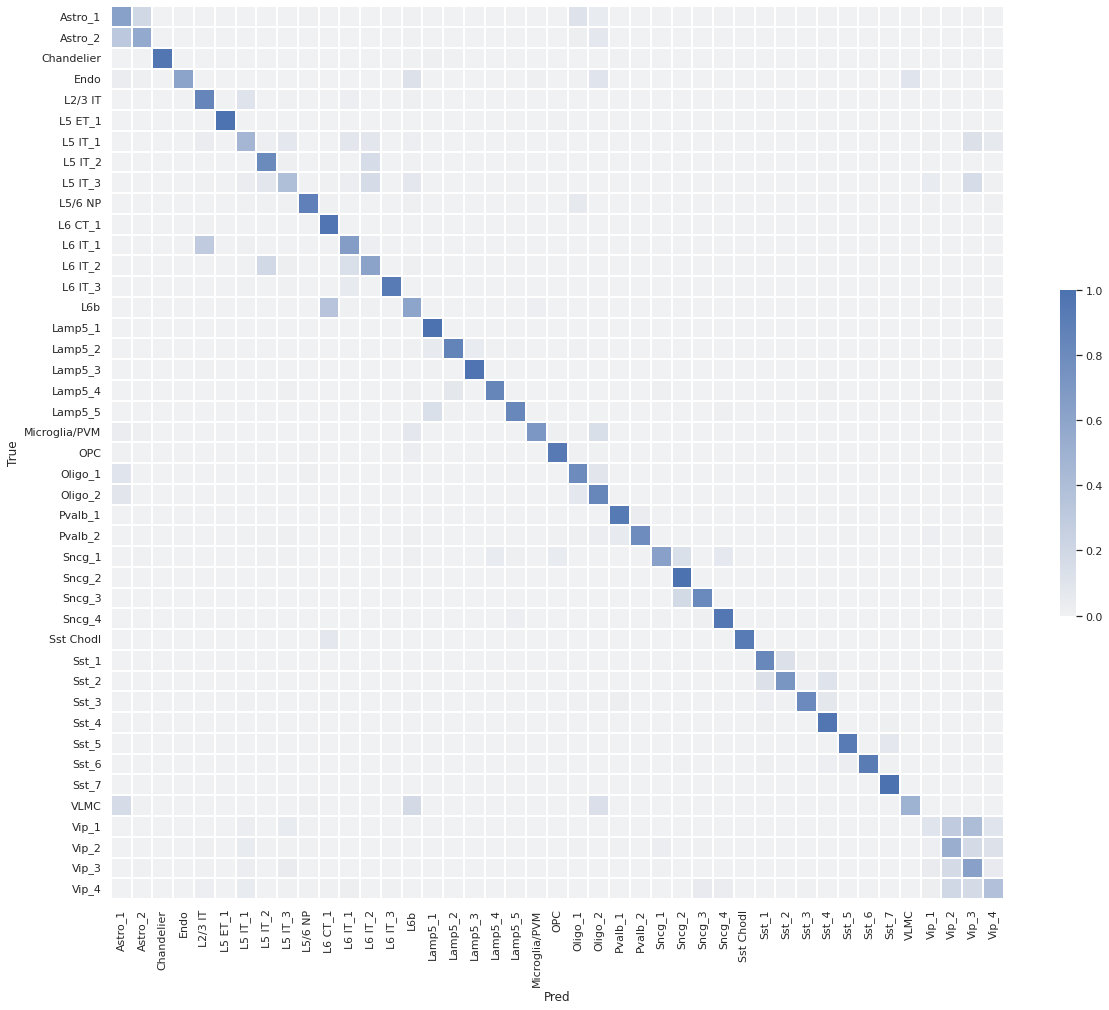 Astro_1
Astro_2
Chandelier
Endo
L2/3 IT
L5 ET_1
L5 IT_1
L5 IT_2
L5 IT_3
L5/6 NP
L6 CT_1
L6 IT_1
L6 IT_2
L6 IT_3
L6b
Lamp5_1
Lamp5_2
Lamp5_3
Lamp5_4
Lamp5_5
Microglia/PVM
OPC
Oligo_1
Oligo_2
Pvalb_1
Pvalb_2
Sncg_1
Sncg_2
Sncg_3
Sncg_4
Sst Chodl
Sst_1
Sst_2
Sst_3
Sst_4
Sst_5
Sst_6
Sst_7
VLMC
Vip_1
Vip_2
Vip_3
Vip_4
True
Astro_1
Astro_2
Chandelier
Endo
L2/3 IT
L5 ET_1
L5 IT_1
L5 IT_2
L5 IT_3
L5/6 NP
L6 CT_1
L6 IT_1
L6 IT_2
L6 IT_3
L6b
Lamp5_1
Lamp5_2
Lamp5_3
Lamp5_4
Lamp5_5
Microglia/PVM
OPC
Oligo_1
Oligo_2
Pvalb_1
Pvalb_2
Sncg_1
Sncg_2
Sncg_3
Sncg_4
Sst Chodl
Sst_1
Sst_2
Sst_3
Sst_4
Sst_5
Sst_6
Sst_7
VLMC
Vip_1
Vip_2
Vip_3
Vip_4
Pred
1.0
0.8
0.6
0.4
0.2
0.0